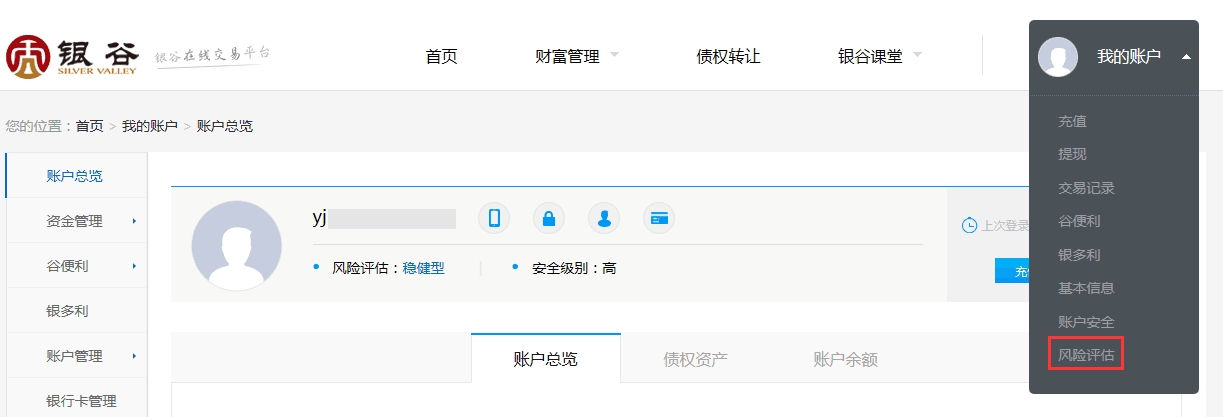 银谷
SILVER VALLEY
银谷在线交易平台
首页
财富管理
债权转让
银谷课堂
我的账户
充值
提现
交易记录
谷便利
银多利
基本信息
账户安全
风险评估
您的位置：首页 > 我的账户 > 账户总览
账户总览
资金管理
谷便利
银多利
账户管理
银行卡管理
yj
风险评估：稳健型
安全级别：高
上次登录
充
账户总览
债权资产
账户余额